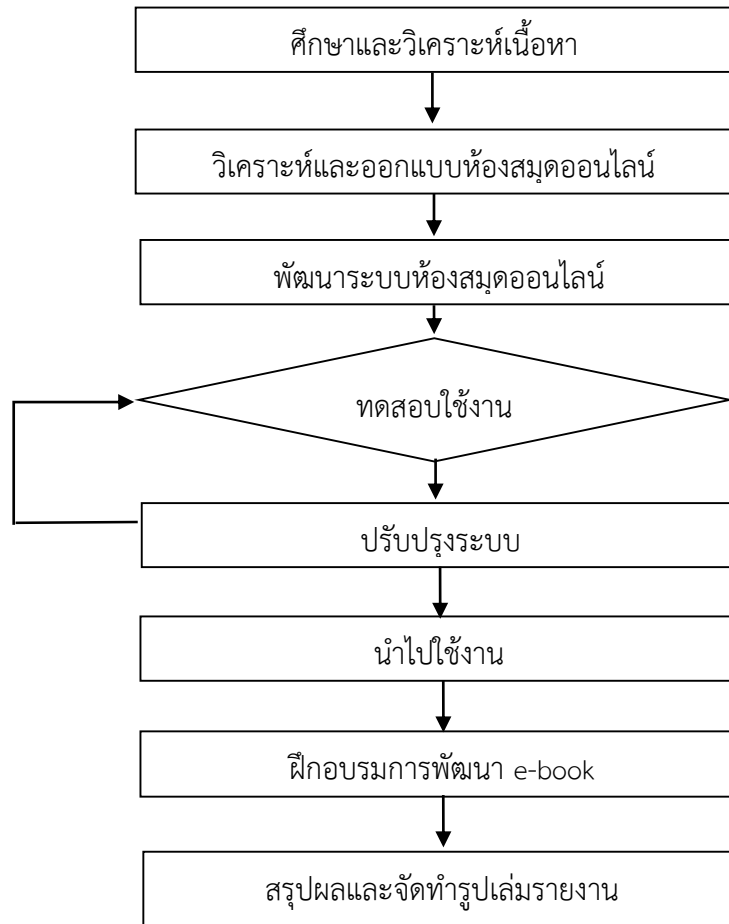 ศึกษาและวิเคราะห์เนื้อหา
วิเคราะห์และออกแบบห้องสมุดออนไลน์
พัฒนาระบบห้องสมุดออนไลน์
ทดสอบใช้งาน
ปรับปรุงระบบ
นำไปใช้งาน
ฝึกอบรมการพัฒนา e-book
สรุปผลและจัดทำรูปเล่มรายงาน